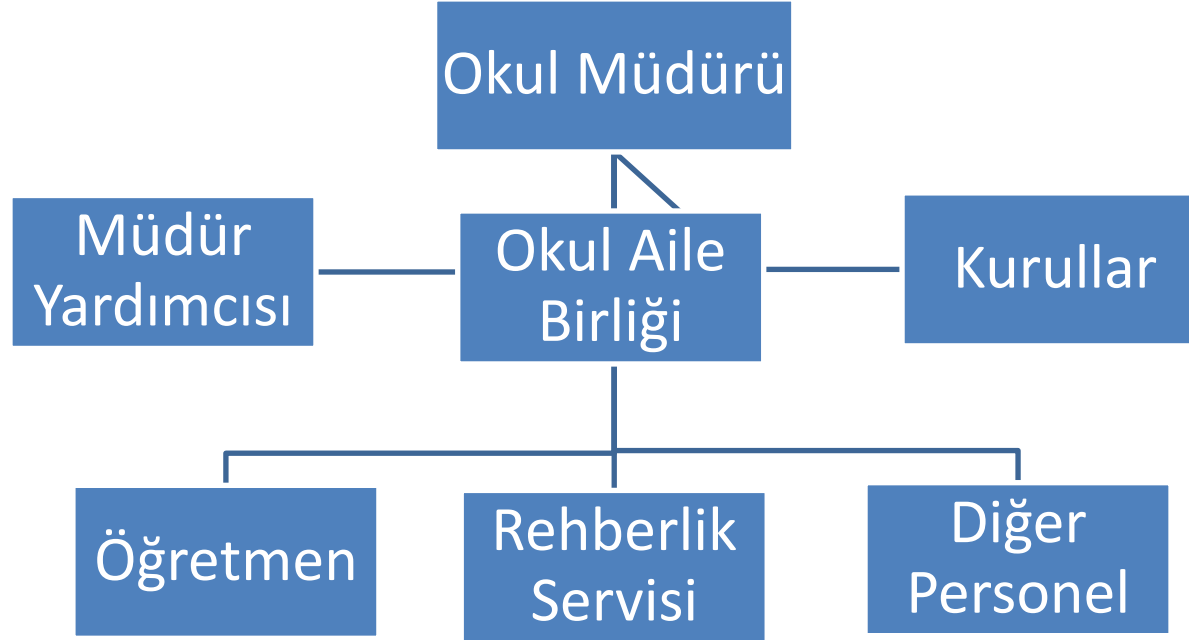 Okul Müdürü
Müdür
Yardımcısı
Okul Aile
Birliği
Kurullar
Öğretmen
Rehberlik
Servisi
Diğer
Personel